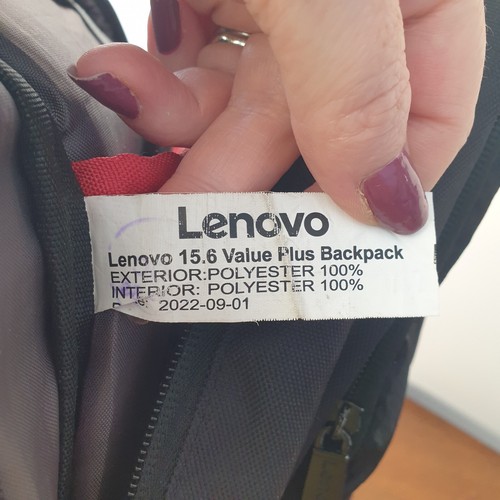 Lenovo
Lenovo 15.6 Value Plus Backpack
EXTERIOR:POLYESTER 100%
INTERIOR: POLYESTER 100%
2022-09-01